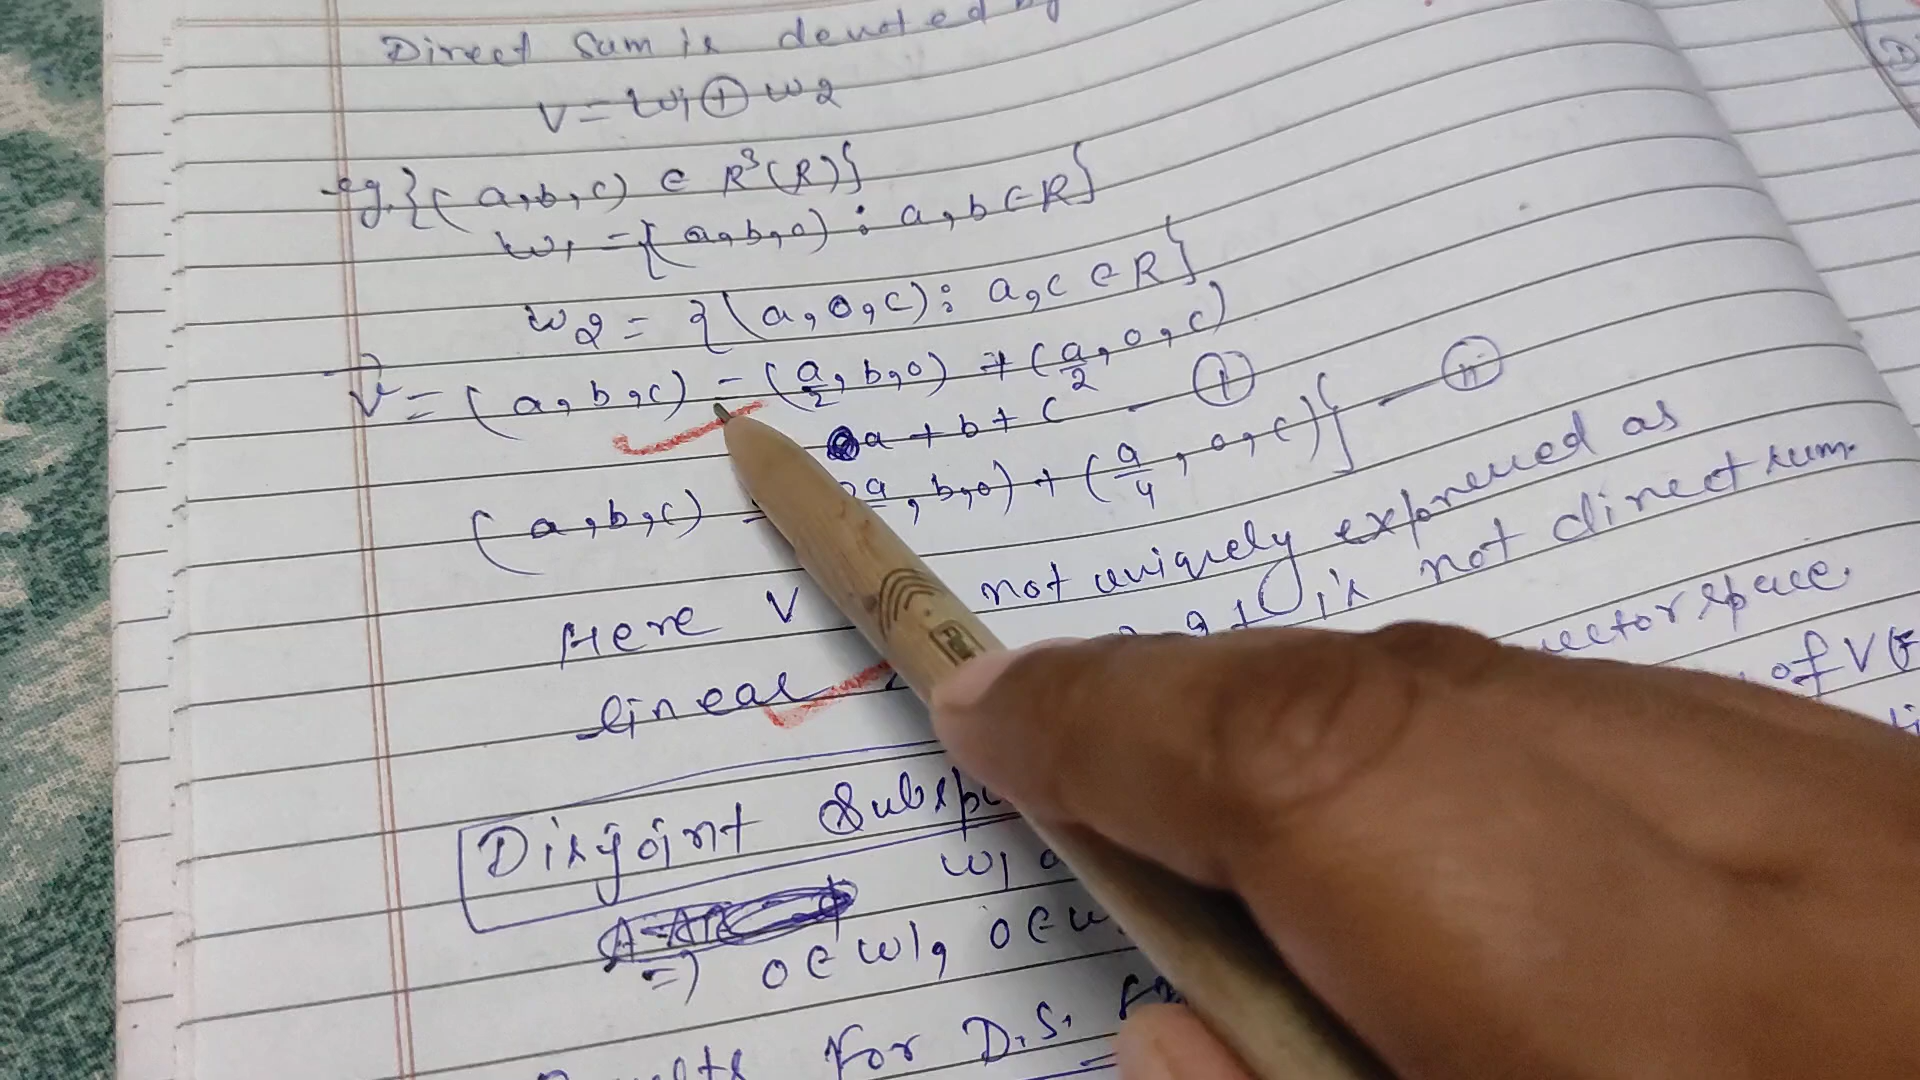 Direct Sum is denoted by
V = W1 ⊕ W2
eg. {(a,b,c) ∈ R³(R)}
W1 = {(a,b,0) : a,b ∈ R}
W2 = {(a,0,c) : a,c ∈ R}
V = (a,b,c) = (a/2, b,0) + (a/2, 0, c)
a + b + c — (i)
(a,b,c) = a, b,0) + (a/4, 0, c)} — (ii)
Here V not uniquely expressed as
linear gt is not direct sum.
vector space.
Disjoint of V(F
W1
=> 0 ∈ W1, 0 ∈ W
For D.S.